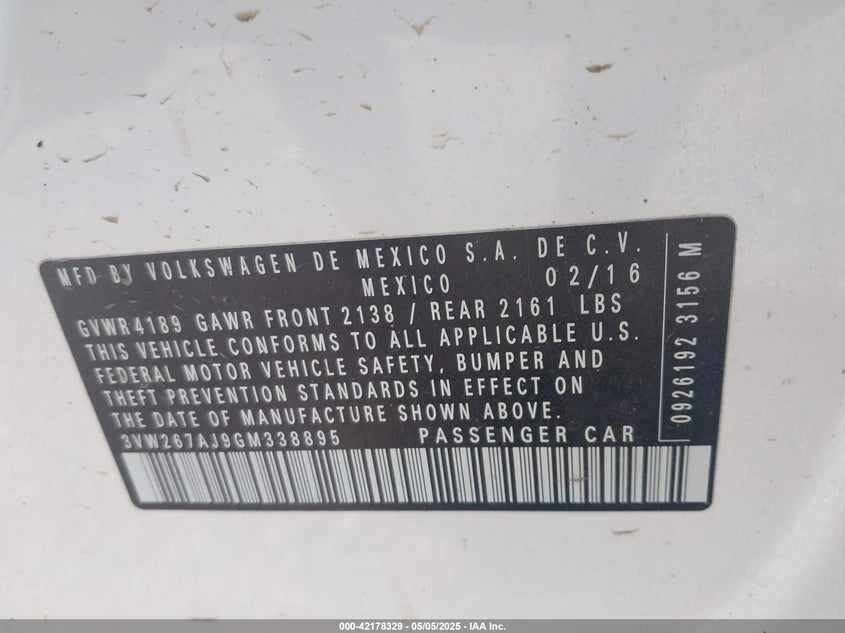 MFD BY VOLKSWAGEN DE MEXICO S.A. DE C.V.
MEXICO 02/16
GVWR4189 GAWR FRONT 2138 / REAR 2161 LBS
THIS VEHICLE CONFORMS TO ALL APPLICABLE U.S.
FEDERAL MOTOR VEHICLE SAFETY, BUMPER AND
THEFT PREVENTION STANDARDS IN EFFECT ON
THE DATE OF MANUFACTURE SHOWN ABOVE.
3VW267AJ9GM338895 PASSENGER CAR
0926192 3156 M
000-42178329 - 05/05/2025 - IAA Inc.